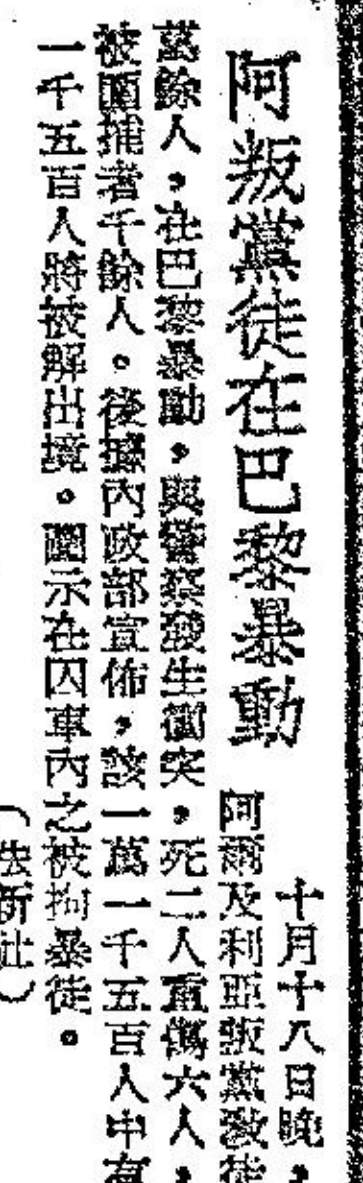 阿叛黨徒在巴黎暴動
十月十八日晚，
阿爾及利亞叛黨教徒
萬餘人，在巴黎暴動，與警察發生衝突，死二人重傷六人，
被圍捕者千餘人。後據內政部宣佈，該一萬一千五百人中有
一千五百人將被解出境。圖示在囚車內之被拘暴徒。
（法新社）